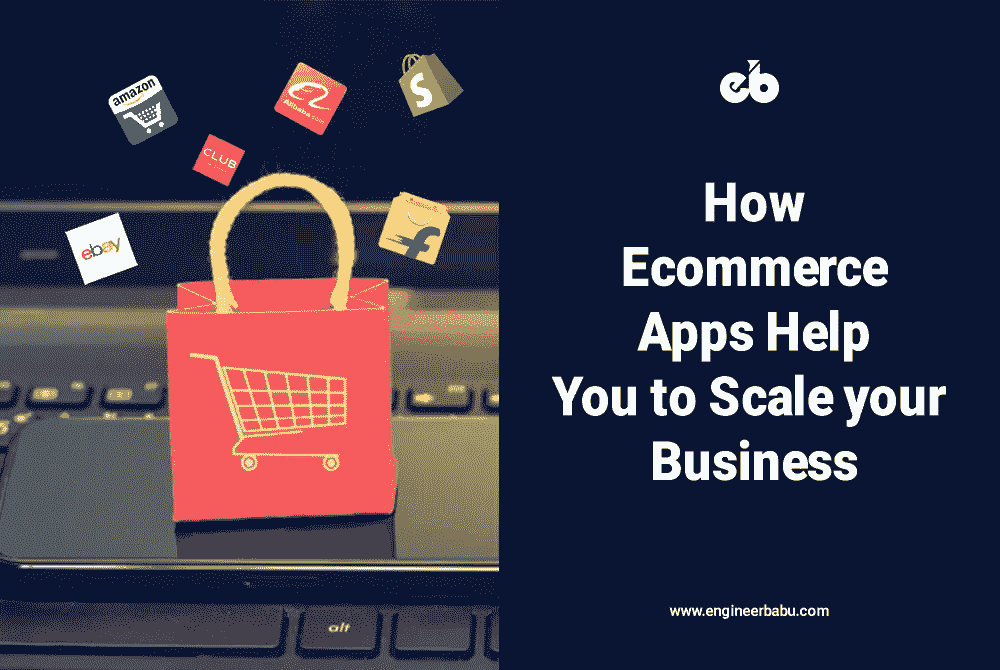 amazon
Alibaba.com
S
CLUB
ebay
f
alt
eb
How
Ecommerce
Apps Help
You to Scale your
Business
www.engineerbabu.com